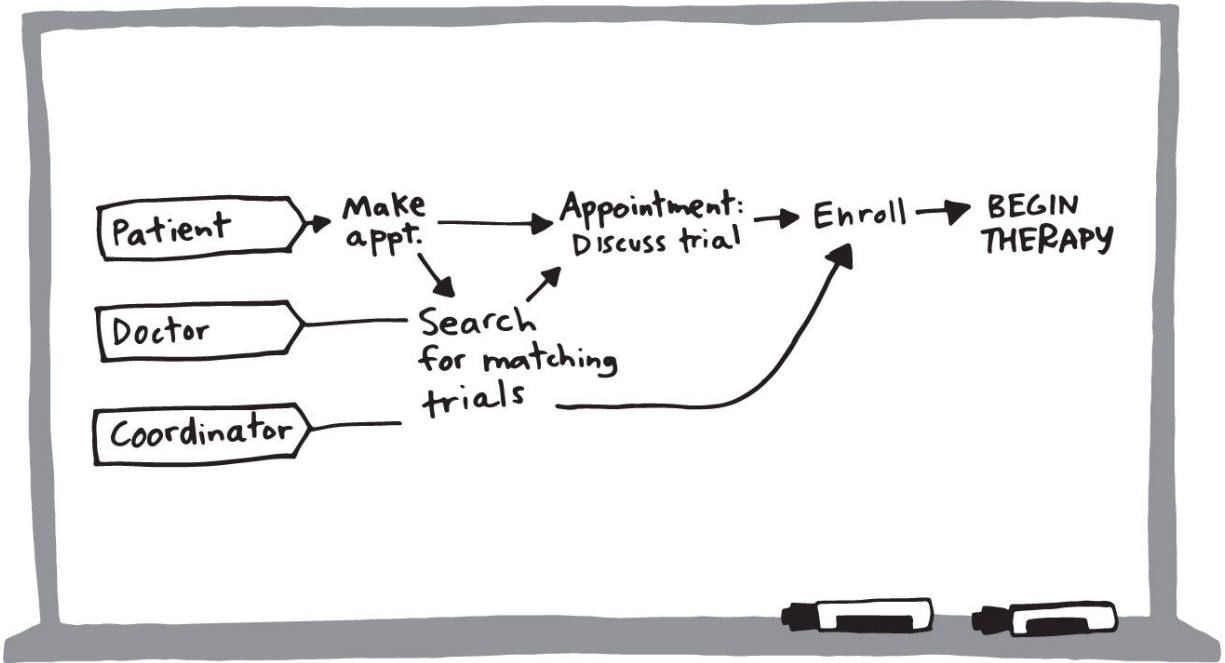 Patient
Make
appt.
Appointment:
Discuss trial
Enroll
BEGIN
THERAPY
Doctor
Search
for matching
trials
Coordinator